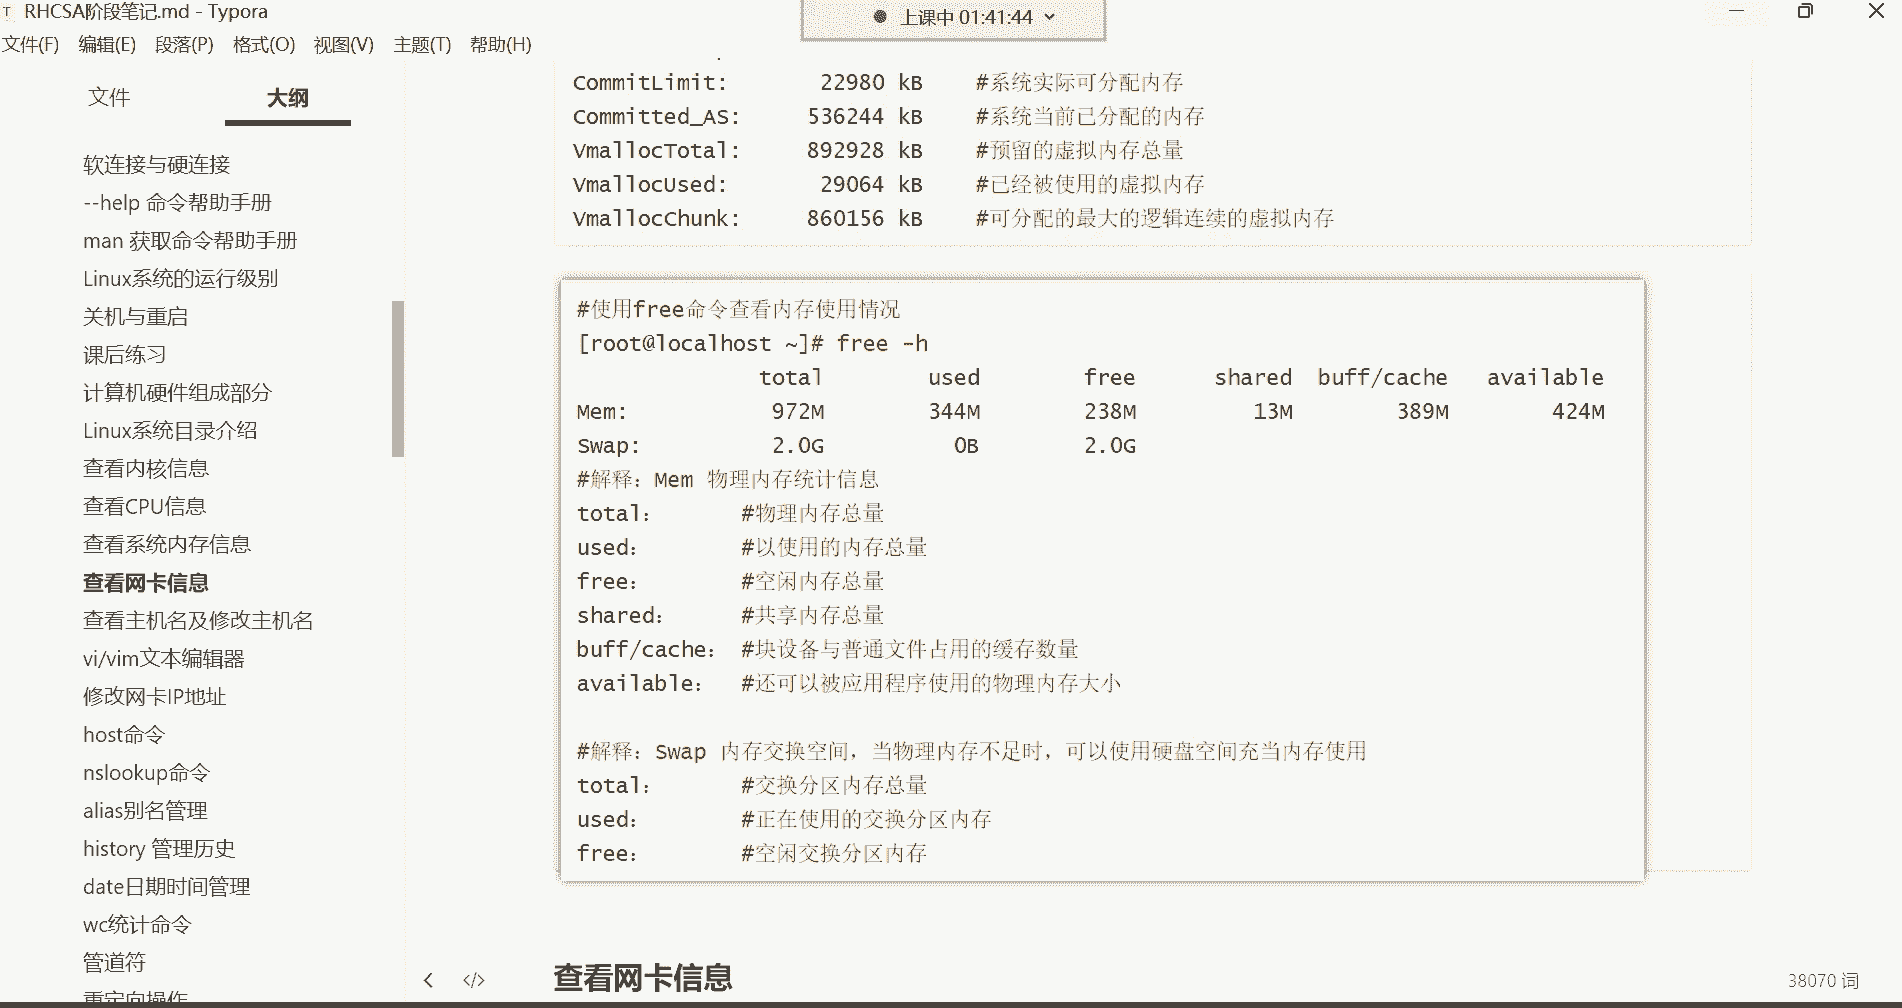 RHCSA阶段笔记.md - Typora
上课中 01:41:44
文件(F) 编辑(E) 段落(P) 格式(O) 视图(V) 主题(T) 帮助(H)
文件 大纲
软连接与硬连接
--help 命令帮助手册
man 获取命令帮助手册
Linux系统的运行级别
关机与重启
课后练习
计算机硬件组成部分
Linux系统目录介绍
查看内核信息
查看CPU信息
查看系统内存信息
查看网卡信息
查看主机名及修改主机名
vi/vim文本编辑器
修改网卡IP地址
host命令
nslookup命令
alias别名管理
history 管理历史
date日期时间管理
wc统计命令
管道符
重定向操作
CommitLimit: 22980 kB #系统实际可分配内存
Committed_AS: 536244 kB #系统当前已分配的内存
VmallocTotal: 892928 kB #预留的虚拟内存总量
VmallocUsed: 29064 kB #已经被使用的虚拟内存
VmallocChunk: 860156 kB #可分配的最大的逻辑连续的虚拟内存
#使用free命令查看内存使用情况
[root@localhost ~]# free -h
total used free shared buff/cache available
Mem: 972M 344M 238M 13M 389M 424M
Swap: 2.0G 0B 2.0G
#解释：Mem 物理内存统计信息
total： #物理内存总量
used： #以使用的内存总量
free： #空闲内存总量
shared： #共享内存总量
buff/cache： #块设备与普通文件占用的缓存数量
available： #还可以被应用程序使用的物理内存大小
#解释：Swap 内存交换空间，当物理内存不足时，可以使用硬盘空间充当内存使用
total： #交换分区内存总量
used： #正在使用的交换分区内存
free： #空闲交换分区内存
查看网卡信息
38070 词